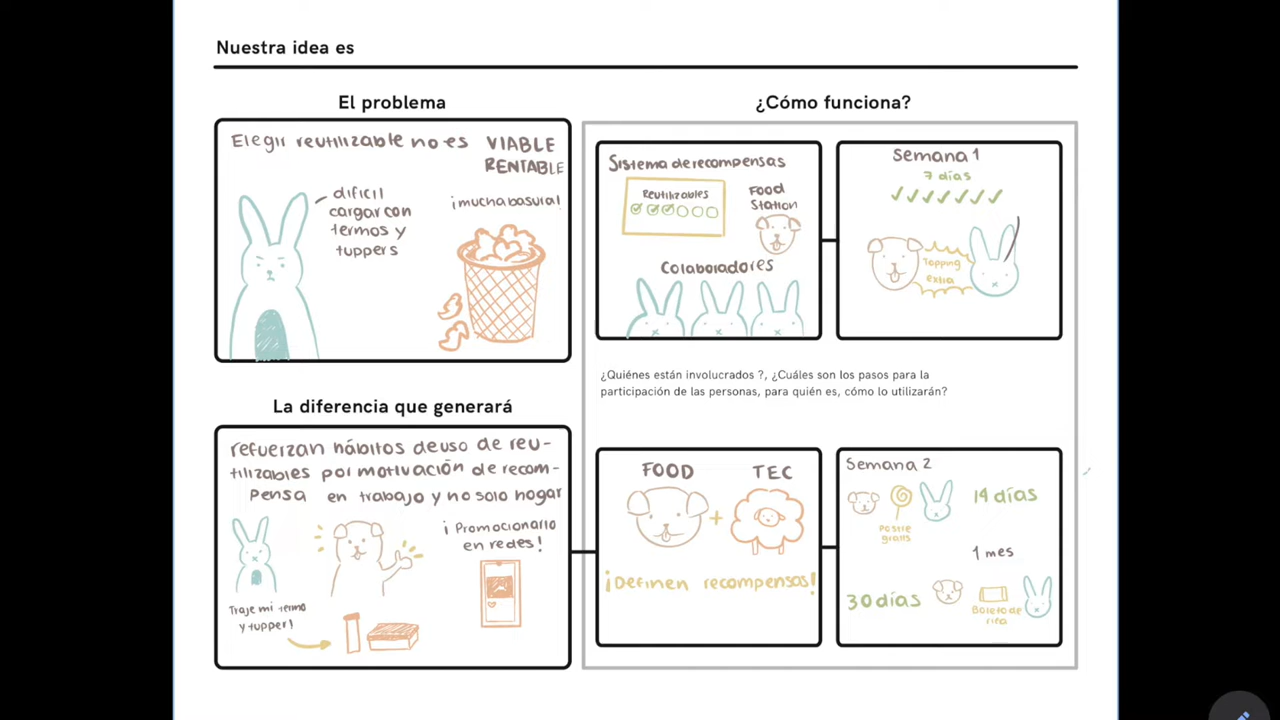 Nuestra idea es
El problema
Elegir reutilizable no es VIABLE
RENTABLE
dificil
cargar con
termos y
tuppers
¡mucha basura!
La diferencia que generará
refuerzan hábitos de uso de reu-
tilizables por motivación de recom-
pensa en trabajo y no solo hogar
¡Promocionarlo
en redes!
Traje mi termo
y tupper!
¿Cómo funciona?
Sistema de recompensas
Reutilizables
Food
Station
Colaboradores
Semana 1
7 días
Topping
extra
¿Quiénes están involucrados ?, ¿Cuáles son los pasos para la
participación de las personas, para quién es, cómo lo utilizarán?
FOOD + TEC
¡Definen recompensas!
Semana 2
14 días
Postre
gratis
1 mes
30 días
Boleto de
rifa